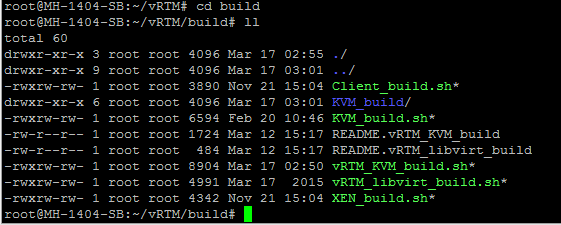 root@MH-1404-SB:~/vRTM# cd build
root@MH-1404-SB:~/vRTM/build# ll
total 60
drwxr-xr-x 3 root root 4096 Mar 17 02:55 ./
drwxr-xr-x 9 root root 4096 Mar 17 03:01 ../
-rwxrw-rw- 1 root root 3890 Nov 21 15:04 Client_build.sh*
drwxr-xr-x 6 root root 4096 Mar 17 03:01 KVM_build/
-rwxrw-rw- 1 root root 6594 Feb 20 10:46 KVM_build.sh*
-rw-r--r-- 1 root root 1724 Mar 12 15:17 README.vRTM_KVM_build
-rw-r--r-- 1 root root  484 Mar 12 15:17 README.vRTM_libvirt_build
-rwxrw-rw- 1 root root 8904 Mar 17 02:50 vRTM_KVM_build.sh*
-rwxrw-rw- 1 root root 4991 Mar 17  2015 vRTM_libvirt_build.sh*
-rwxrw-rw- 1 root root 4342 Nov 21 15:04 XEN_build.sh*
root@MH-1404-SB:~/vRTM/build#